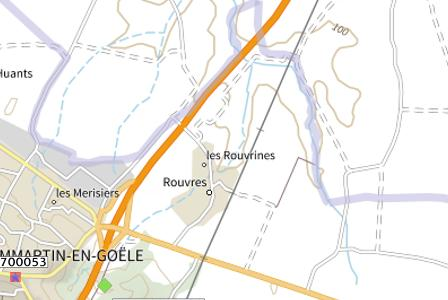 100
Huants
les Rouvrines
Rouvres
les Merisiers
MMARTIN-EN-GOËLE
700053